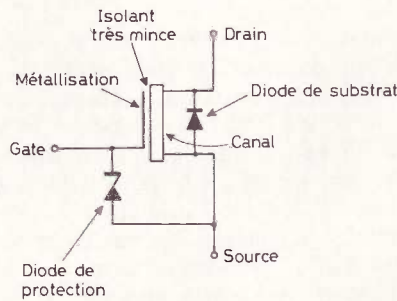 Isolant
très mince
Drain
Métallisation
Diode de substrat
Canal
Gate
Source
Diode de
protection